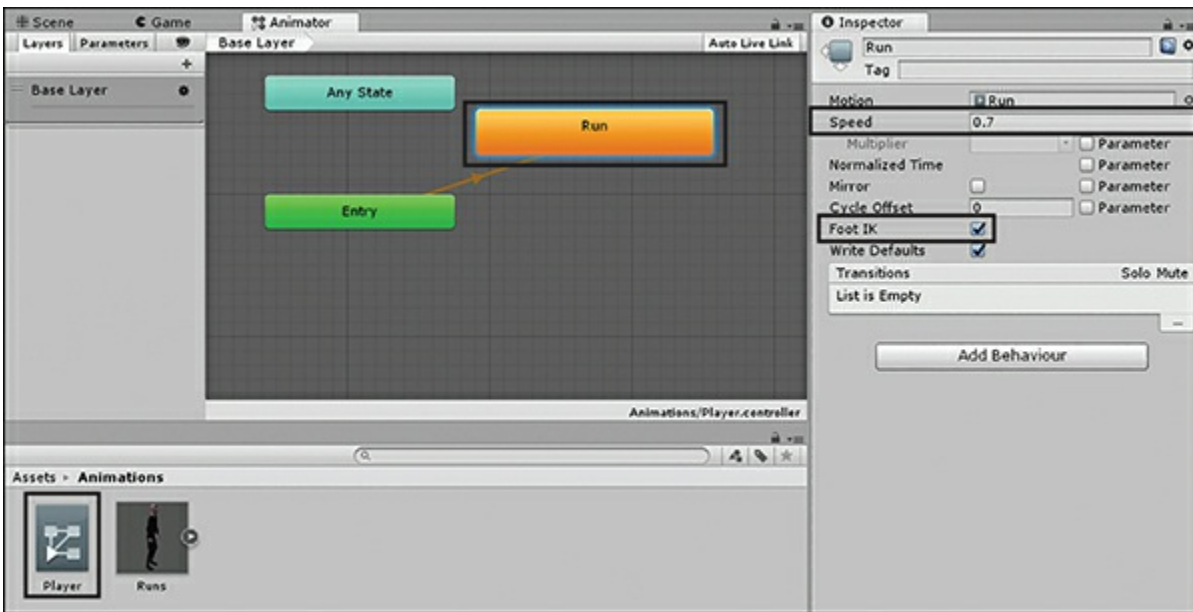 Scene Game Animator
Layers Parameters Base Layer Auto Live Link
+
Base Layer
Any State
Run
Entry
Animations/Player.controller
Assets ▸ Animations
Player Runs
Inspector
Run
Tag
Motion Run
Speed 0.7
Multiplier Parameter
Normalized Time Parameter
Mirror Parameter
Cycle Offset 0 Parameter
Foot IK
Write Defaults
Transitions Solo Mute
List is Empty
Add Behaviour